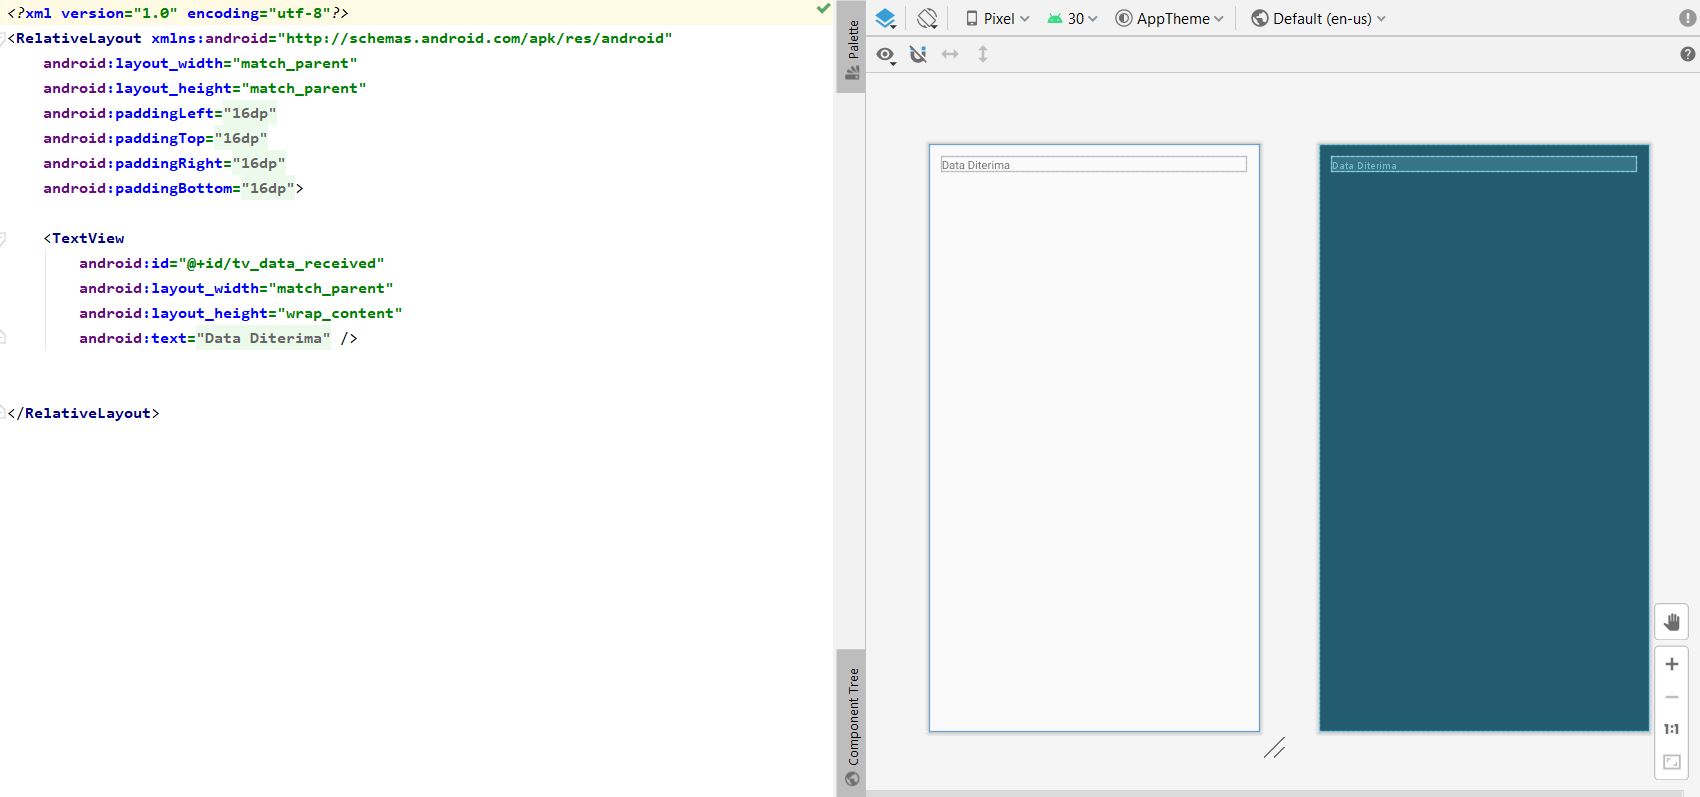 <?xml version="1.0" encoding="utf-8"?>
<RelativeLayout xmlns:android="http://schemas.android.com/apk/res/android"
    android:layout_width="match_parent"
    android:layout_height="match_parent"
    android:paddingLeft="16dp"
    android:paddingTop="16dp"
    android:paddingRight="16dp"
    android:paddingBottom="16dp">
    <TextView
        android:id="@+id/tv_data_received"
        android:layout_width="match_parent"
        android:layout_height="wrap_content"
        android:text="Data Diterima" />
</RelativeLayout>
Palette
Component Tree
Pixel 30 AppTheme Default (en-us)
Data Diterima
Data Diterima
1:1